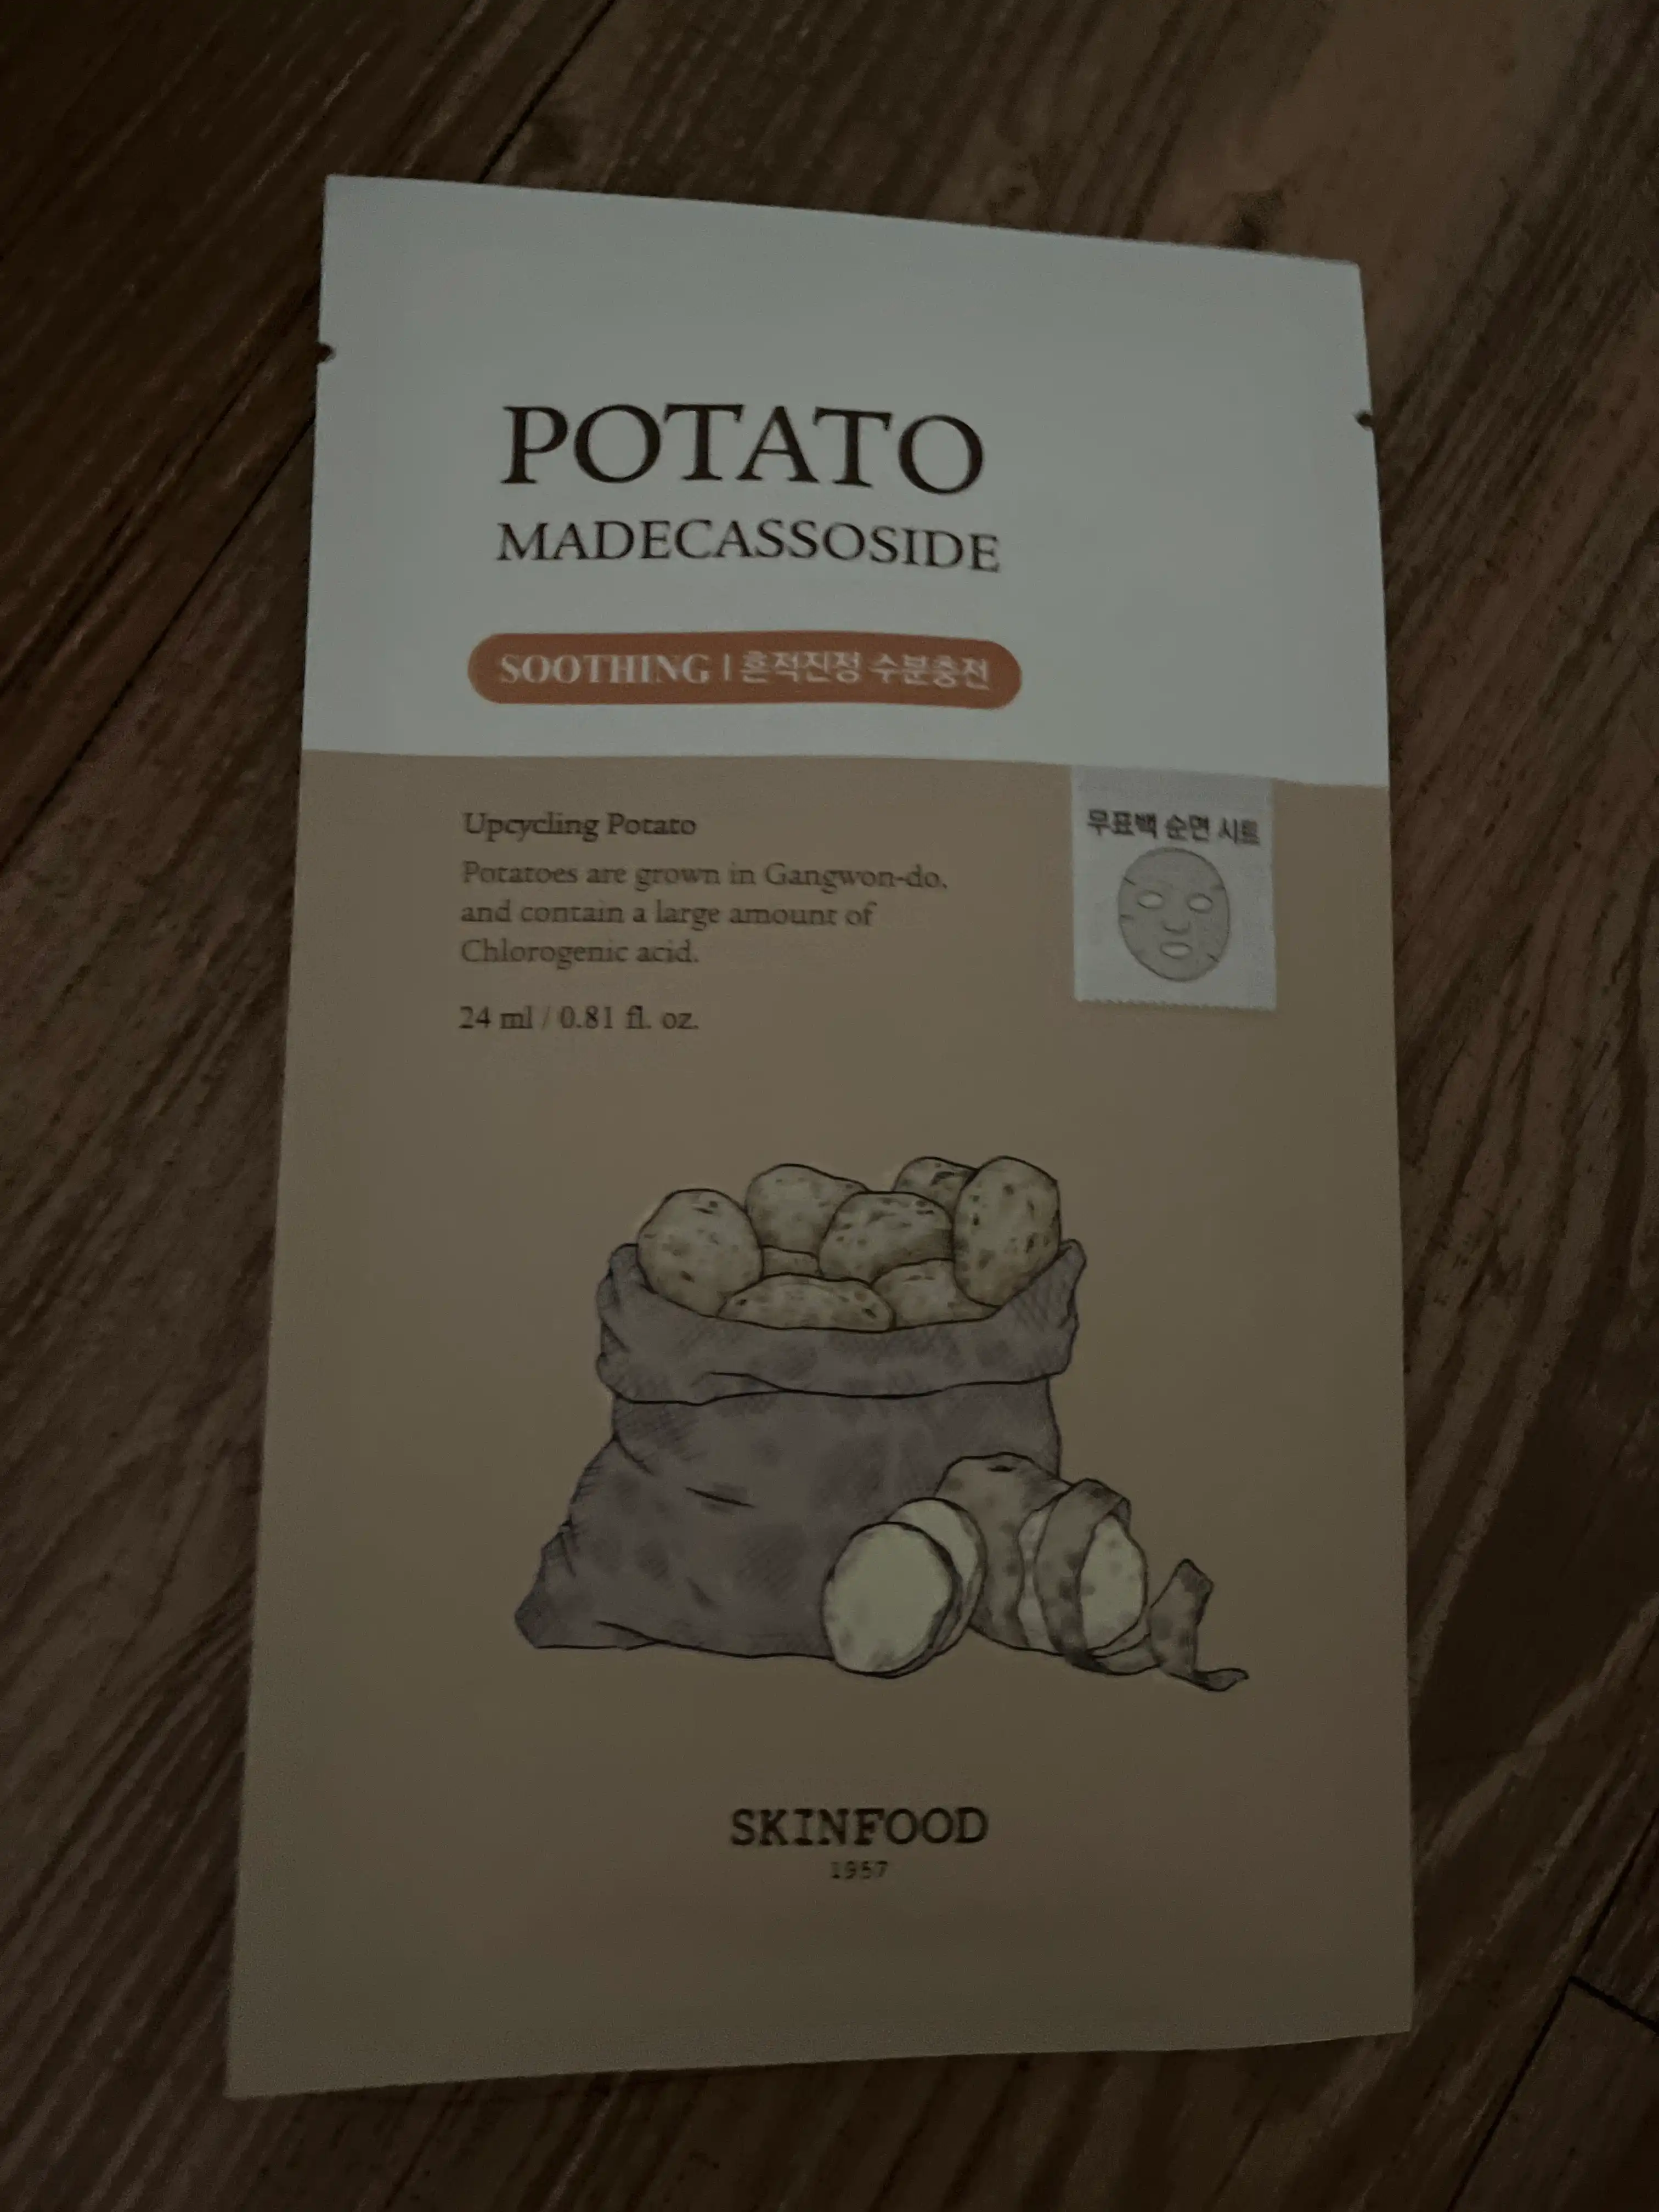 POTATO
MADECASSOSIDE
SOOTHING | 흔적진정 수분충전
Upcycling Potato
Potatoes are grown in Gangwon-do,
and contain a large amount of
Chlorogenic acid.
24 ml / 0.81 fl. oz.
무표백 순면 시트
SKINFOOD
1957